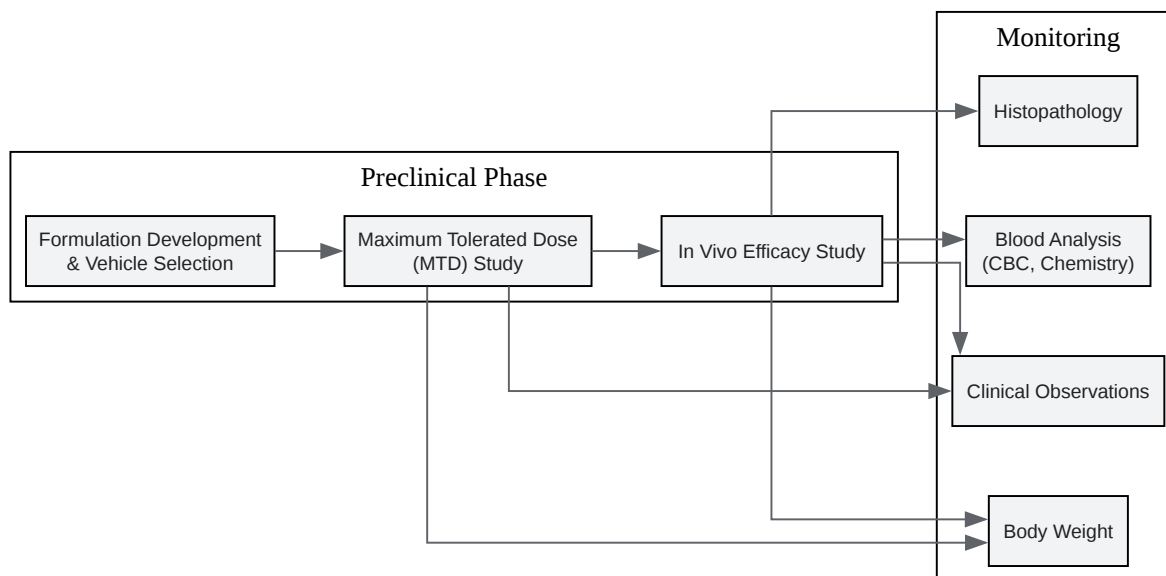 Monitoring
Histopathology
Preclinical Phase
Formulation Development
& Vehicle Selection
Maximum Tolerated Dose
(MTD) Study
In Vivo Efficacy Study
Blood Analysis
(CBC, Chemistry)
Clinical Observations
Body Weight